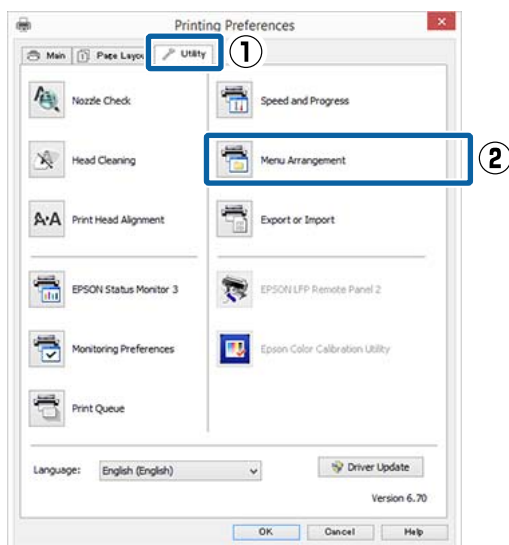 Printing Preferences
Main
Page Layou
Utility
①
Nozzle Check
Speed and Progress
Head Cleaning
Menu Arrangement
②
A·A
Print Head Alignment
Export or Import
EPSON Status Monitor 3
EPSON LFP Remote Panel 2
Monitoring Preferences
Epson Color Calibration Utility
Print Queue
Language: English (English)
Driver Update
Version 6.70
OK
Cancel
Help